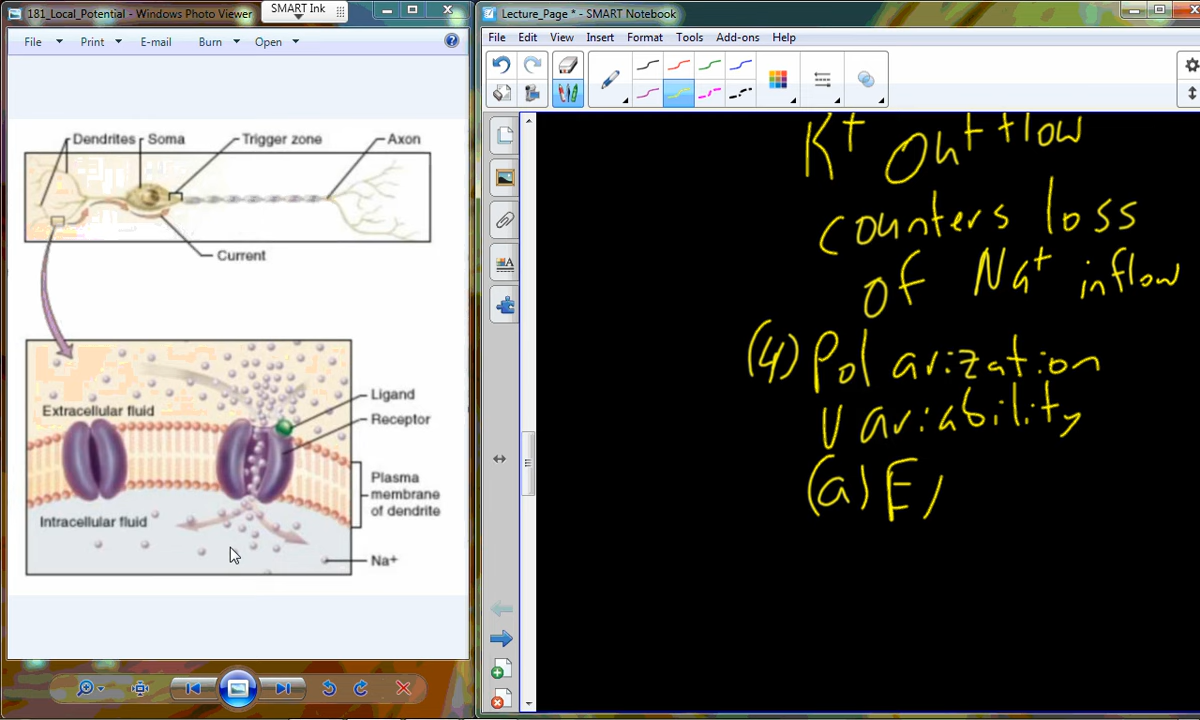 181_Local_Potential - Windows Photo Viewer
SMART Ink
File Print E-mail Burn Open
Dendrites Soma Trigger zone Axon
Current
Extracellular fluid
Ligand
Receptor
Plasma
membrane
of dendrite
Intracellular fluid
Na+
Lecture_Page * - SMART Notebook
File Edit View Insert Format Tools Add-ons Help
K+ Out flow
counters loss
of Na+ inflow
(4) Polarization
variability
(a) E